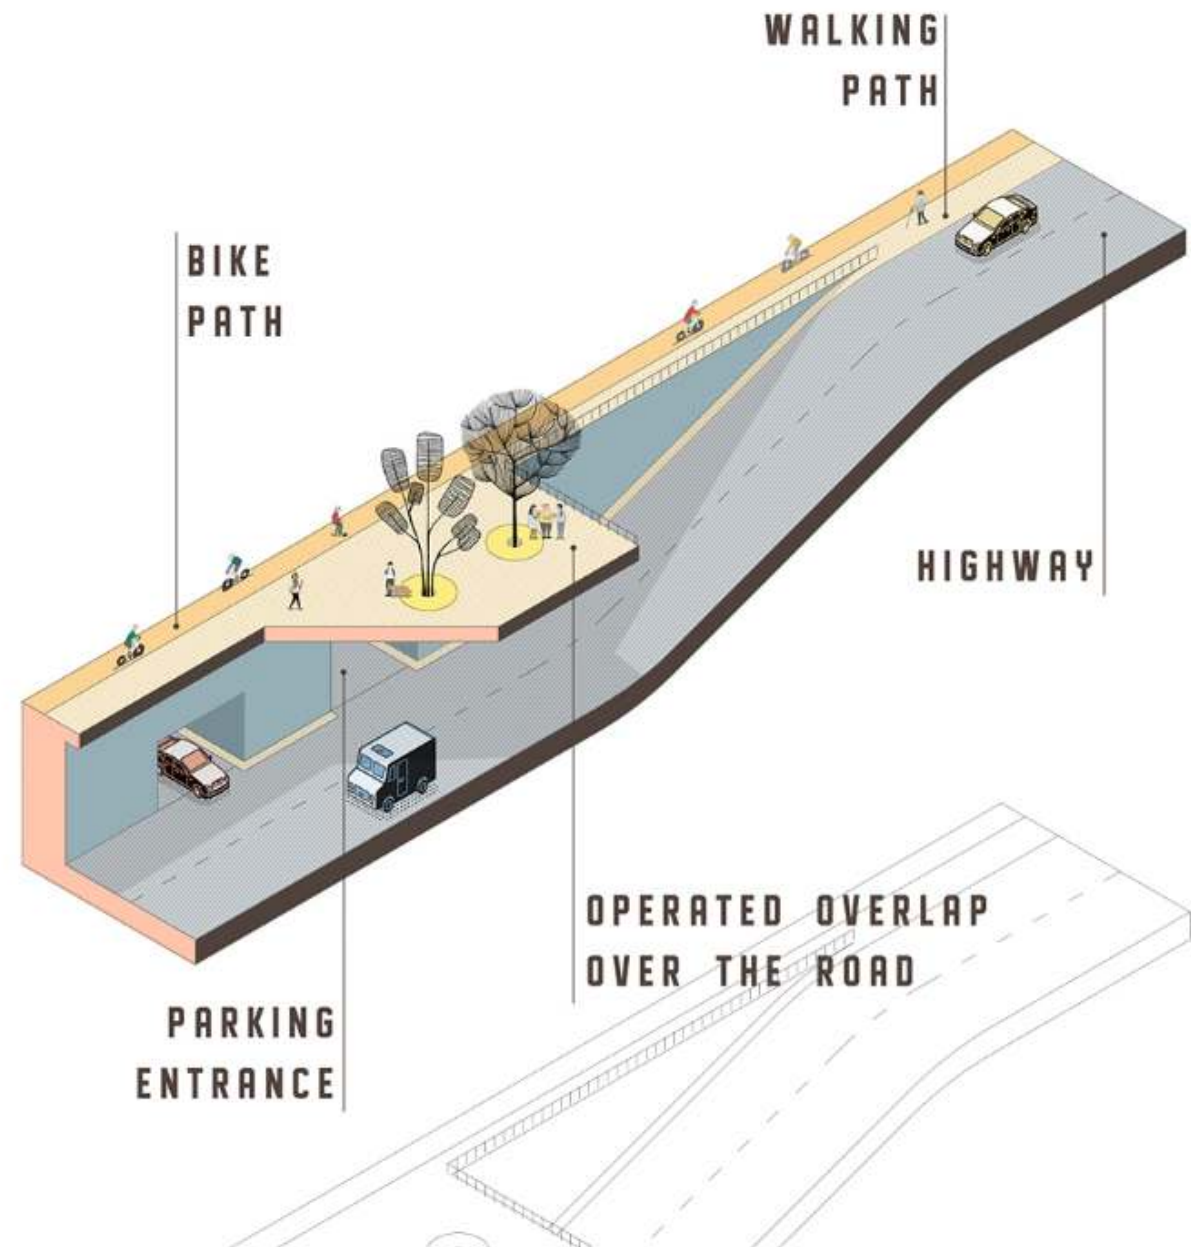 WALKING
PATH
BIKE
PATH
HIGHWAY
OPERATED OVERLAP
OVER THE ROAD
PARKING
ENTRANCE